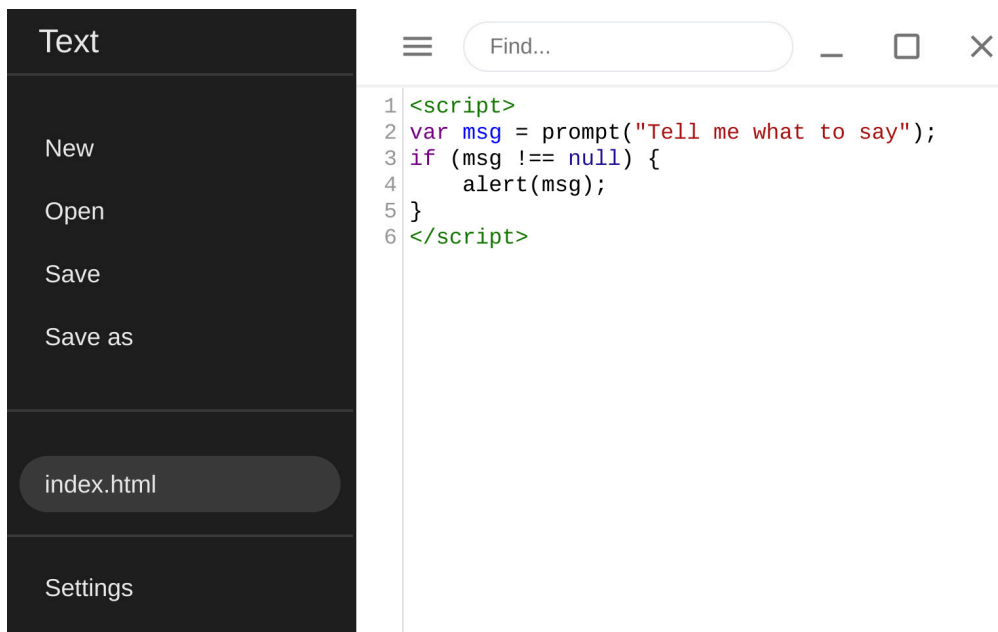 Text
New
Open
Save
Save as
index.html
Settings
Find...
1 <script>
2 var msg = prompt("Tell me what to say");
3 if (msg !== null) {
4     alert(msg);
5 }
6 </script>